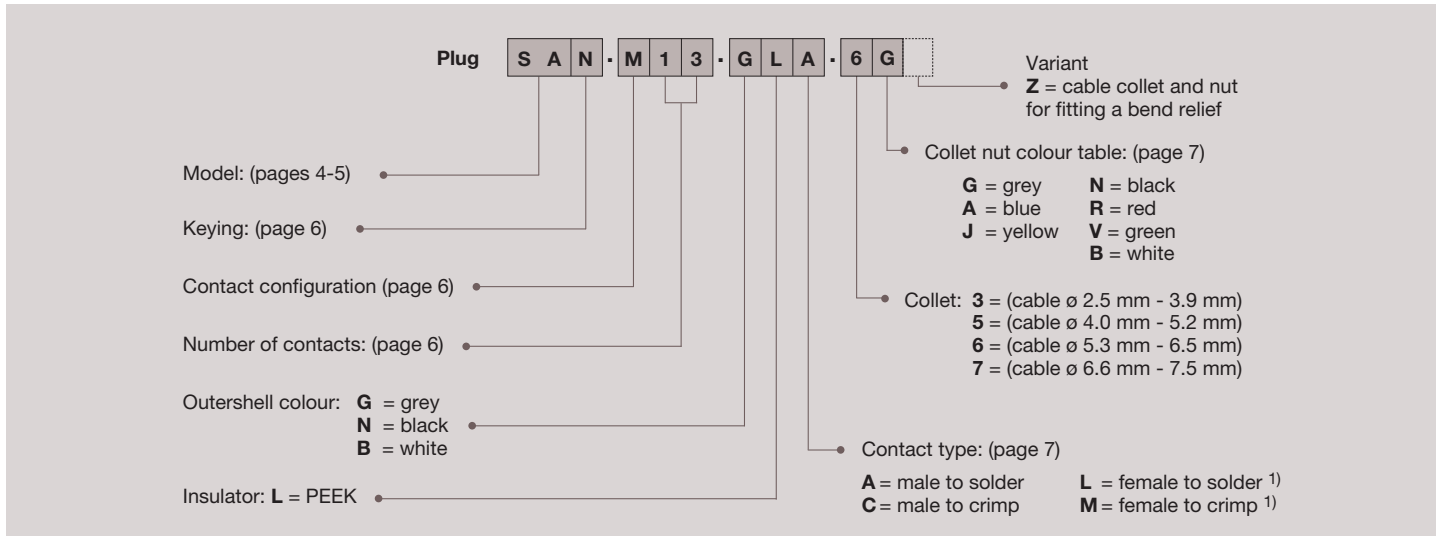 Plug S A N · M 1 3 · G L A · 6 G
Variant
Z = cable collet and nut
for fitting a bend relief
Model: (pages 4-5)
Keying: (page 6)
Contact configuration (page 6)
Number of contacts: (page 6)
Outershell colour: G = grey
N = black
B = white
Insulator: L = PEEK
Collet nut colour table: (page 7)
G = grey N = black
A = blue R = red
J = yellow V = green
B = white
Collet: 3 = (cable ø 2.5 mm - 3.9 mm)
5 = (cable ø 4.0 mm - 5.2 mm)
6 = (cable ø 5.3 mm - 6.5 mm)
7 = (cable ø 6.6 mm - 7.5 mm)
Contact type: (page 7)
A = male to solder L = female to solder 1)
C = male to crimp M = female to crimp 1)